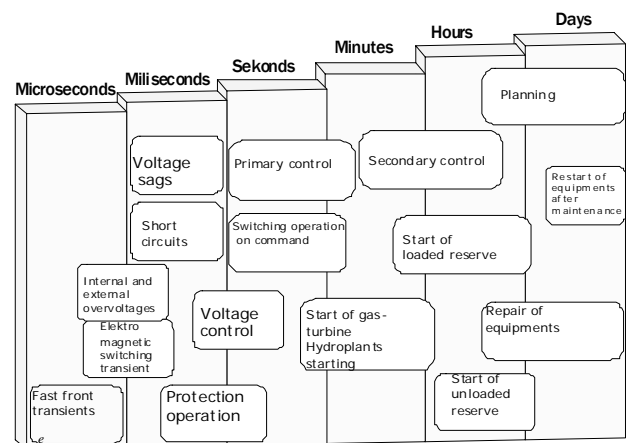 Days
Hours
Minutes
Sekonds
Miliseconds
Microseconds
Planning
Voltage
sags
Primary control
Secondary control
Restart of
equipments
after
maintenance
Short
circuits
Switching operation
on command
Start of
loaded reserve
Internal and
external
overvoltages
Voltage
control
Start of gas-
turbine
Hydroplants
starting
Repair of
equipments
Elektro
magnetic
switching
transient
Fast front
transients
e
Protection
operation
Start of
unloaded
reserve